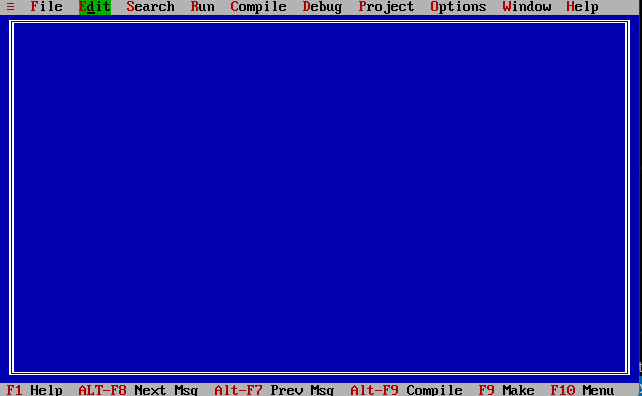 ≡ File Edit Search Run Compile Debug Project Options Window Help
F1 Help ALT-F8 Next Msg Alt-F7 Prev Msg Alt-F9 Compile F9 Make F10 Menu